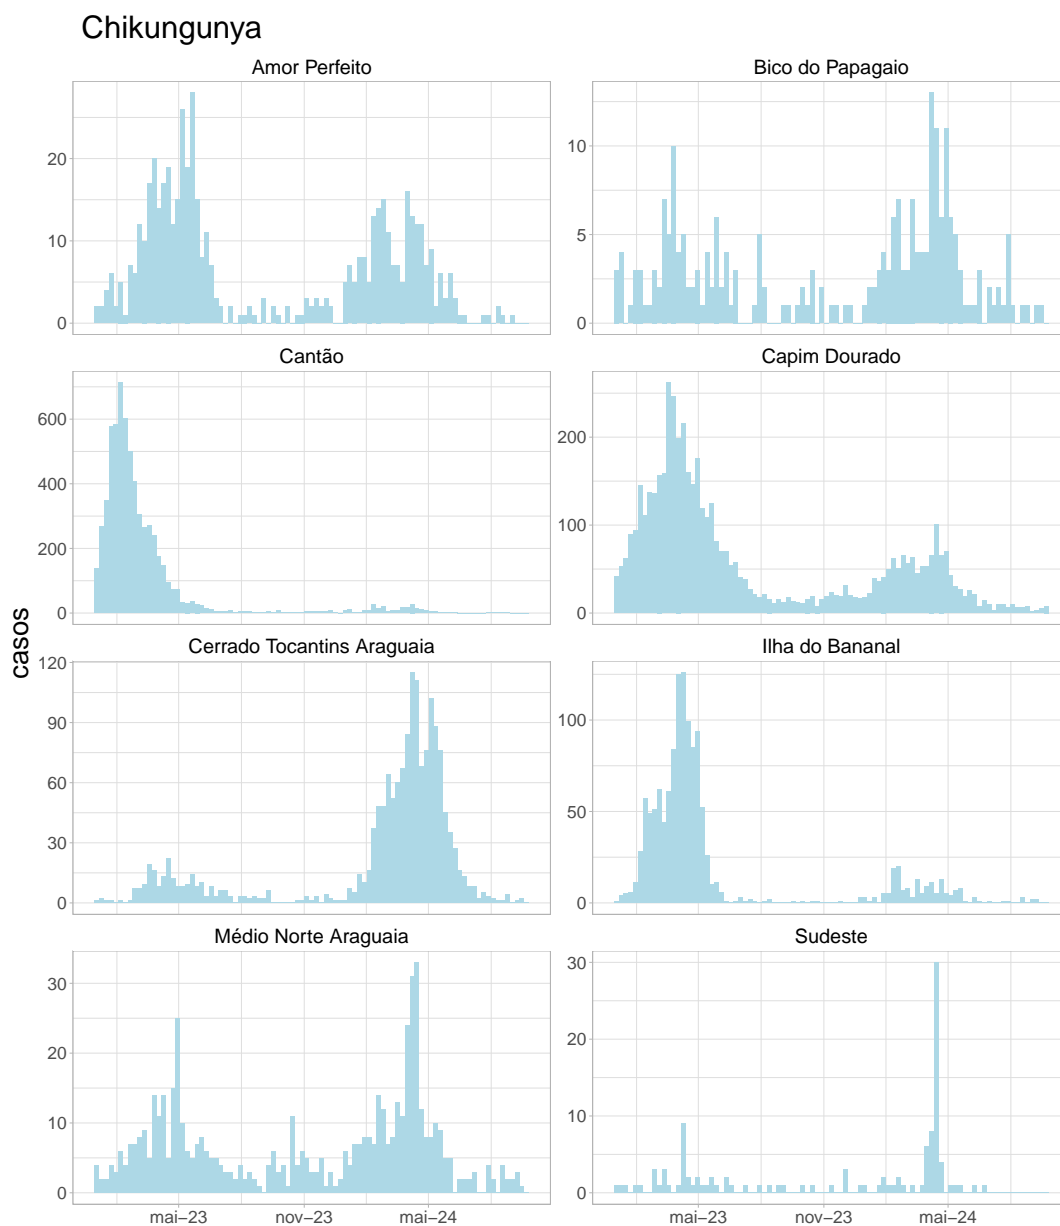 Chikungunya
Amor Perfeito
Bico do Papagaio
20
10
0
10
5
0
Cantão
Capim Dourado
600
400
200
0
200
100
0
casos
Cerrado Tocantins Araguaia
Ilha do Bananal
120
90
60
30
0
100
50
0
Médio Norte Araguaia
Sudeste
30
20
10
0
30
20
10
0
mai−23
nov−23
mai−24
mai−23
nov−23
mai−24